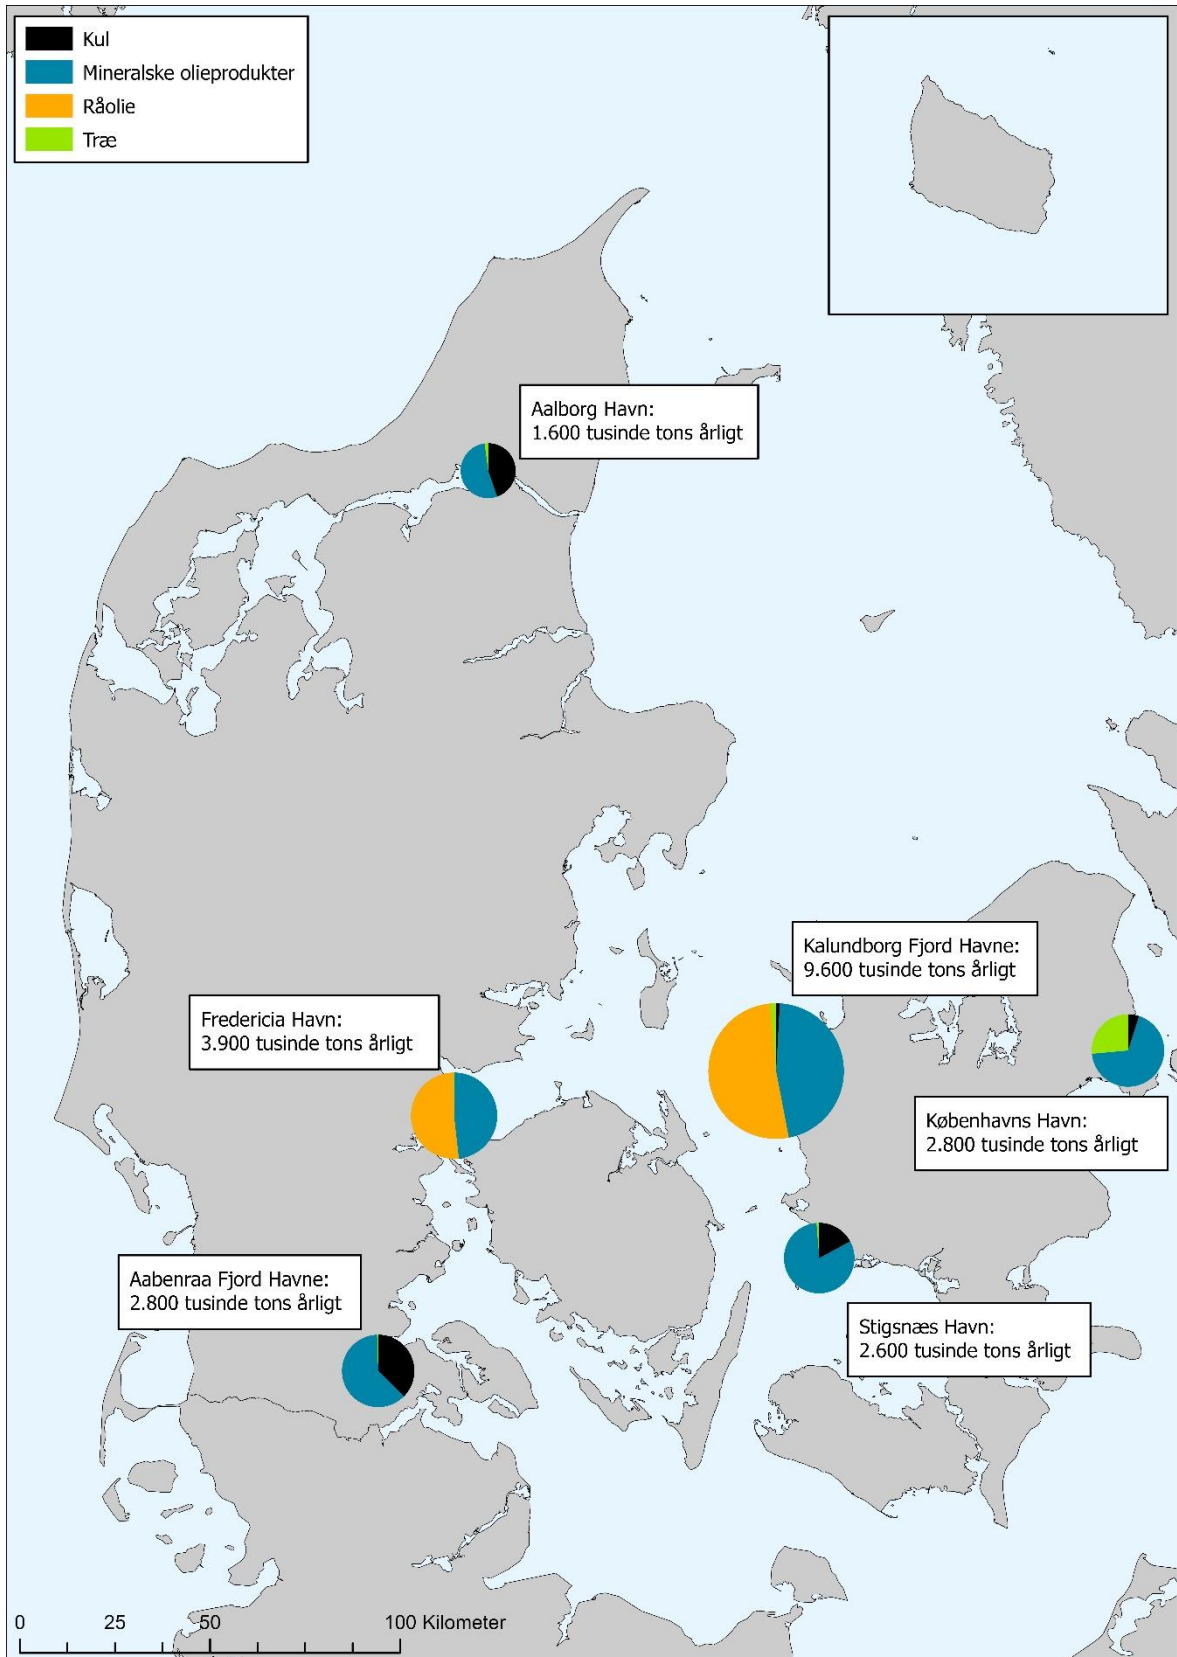 Kul
Mineralske olieprodukter
Råolie
Træ
Aalborg Havn:
1.600 tusinde tons årligt
Kalundborg Fjord Havne:
9.600 tusinde tons årligt
Fredericia Havn:
3.900 tusinde tons årligt
Københavns Havn:
2.800 tusinde tons årligt
Aabenraa Fjord Havne:
2.800 tusinde tons årligt
Stigsnæs Havn:
2.600 tusinde tons årligt
0 25 50 100 Kilometer